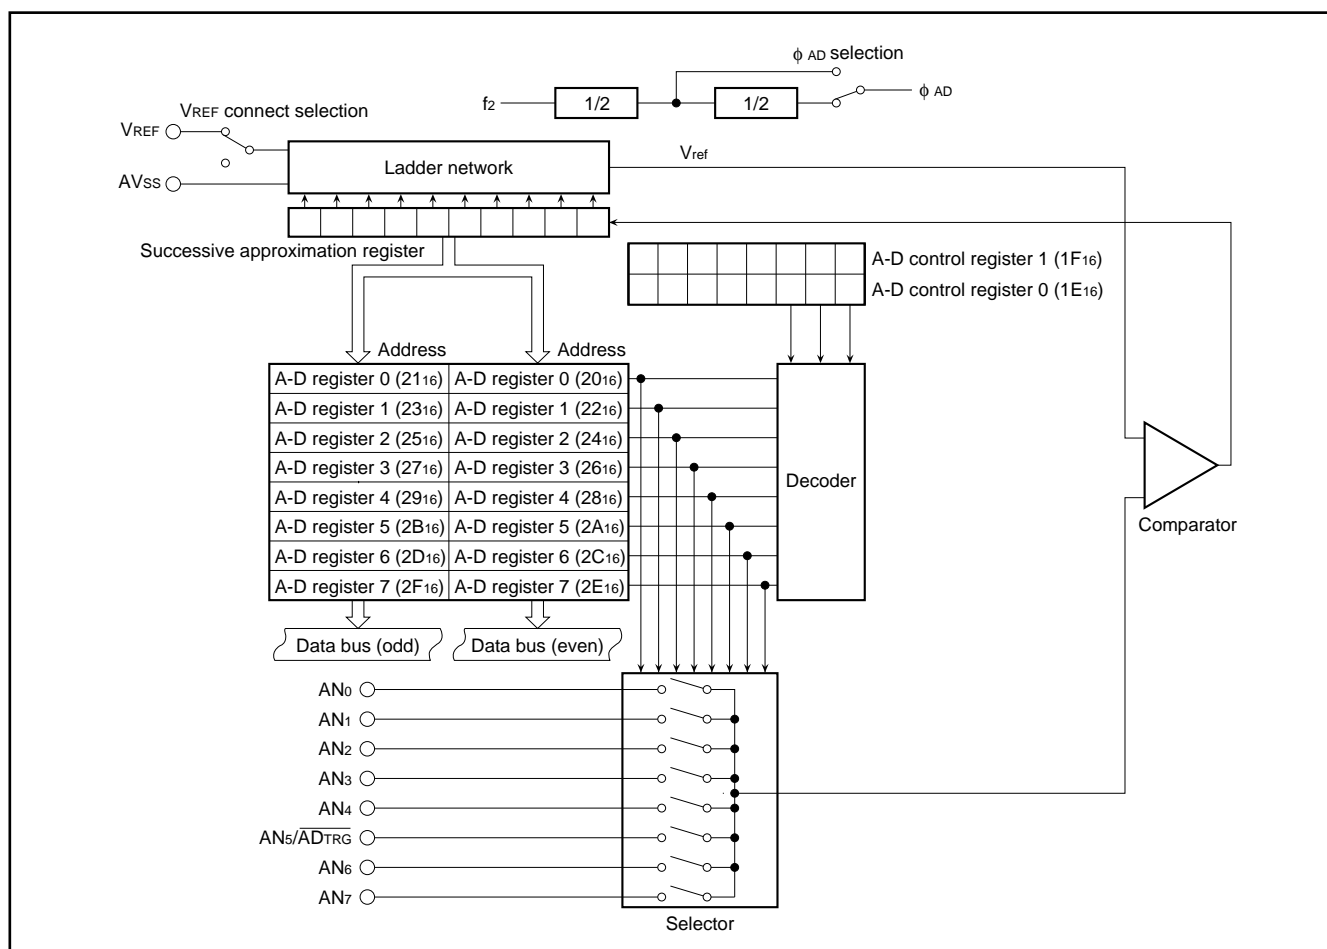 ϕ AD selection
f2 1/2 1/2 ϕ AD
VREF connect selection
VREF
Ladder network
Vref
AVSS
Successive approximation register
A-D control register 1 (1F16)
A-D control register 0 (1E16)
Address Address
A-D register 0 (2116) A-D register 0 (2016)
A-D register 1 (2316) A-D register 1 (2216)
A-D register 2 (2516) A-D register 2 (2416)
A-D register 3 (2716) A-D register 3 (2616)
A-D register 4 (2916) A-D register 4 (2816)
A-D register 5 (2B16) A-D register 5 (2A16)
A-D register 6 (2D16) A-D register 6 (2C16)
A-D register 7 (2F16) A-D register 7 (2E16)
Decoder
Comparator
Data bus (odd) Data bus (even)
AN0
AN1
AN2
AN3
AN4
AN5/ADTRG
AN6
AN7
Selector